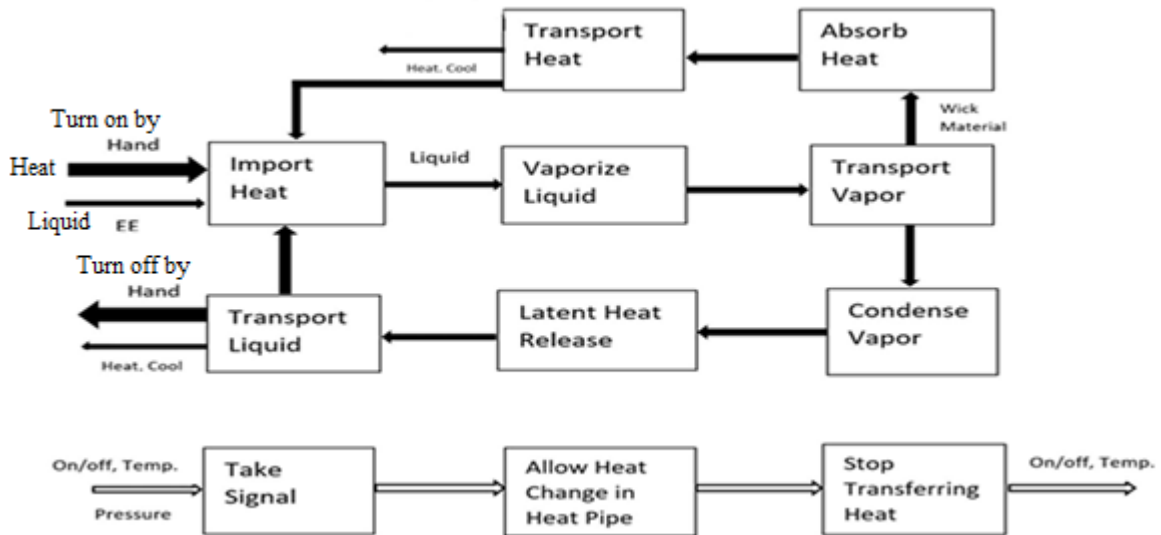 Transport
Heat
Absorb
Heat
Heat. Cool
Wick
Material
Turn on by
Hand
Heat
Liquid
EE
Import
Heat
Liquid
Vaporize
Liquid
Transport
Vapor
Turn off by
Hand
Heat. Cool
Transport
Liquid
Latent Heat
Release
Condense
Vapor
On/off, Temp.
Pressure
Take
Signal
Allow Heat
Change in
Heat Pipe
Stop
Transferring
Heat
On/off, Temp.